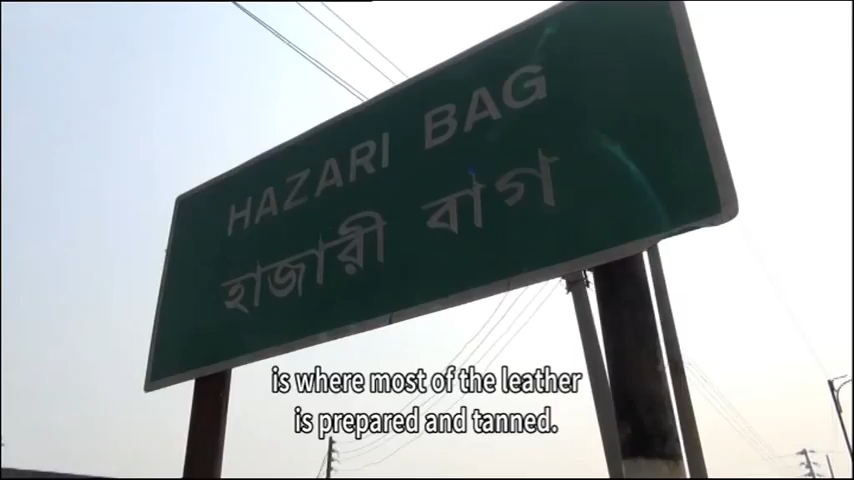 HAZARI BAG
হাজারী বাগ
is where most of the leather
is prepared and tanned.